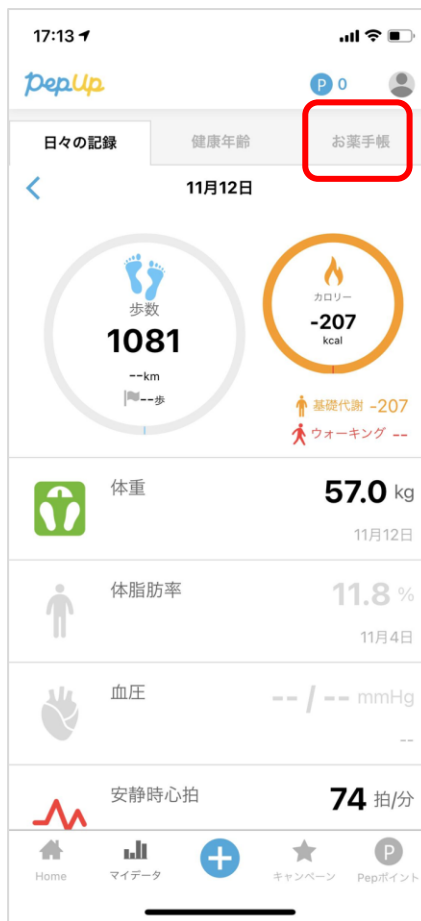 17:13
PepUp
P 0
日々の記録 健康年齢 お薬手帳
11月12日
歩数
1081
--km
--歩
カロリー
-207
kcal
基礎代謝 -207
ウォーキング --
体重 57.0 kg
11月12日
体脂肪率 11.8 %
11月4日
血圧 -- / -- mmHg
--
安静時心拍 74 拍/分
Home マイデータ キャンペーン P Pepポイント